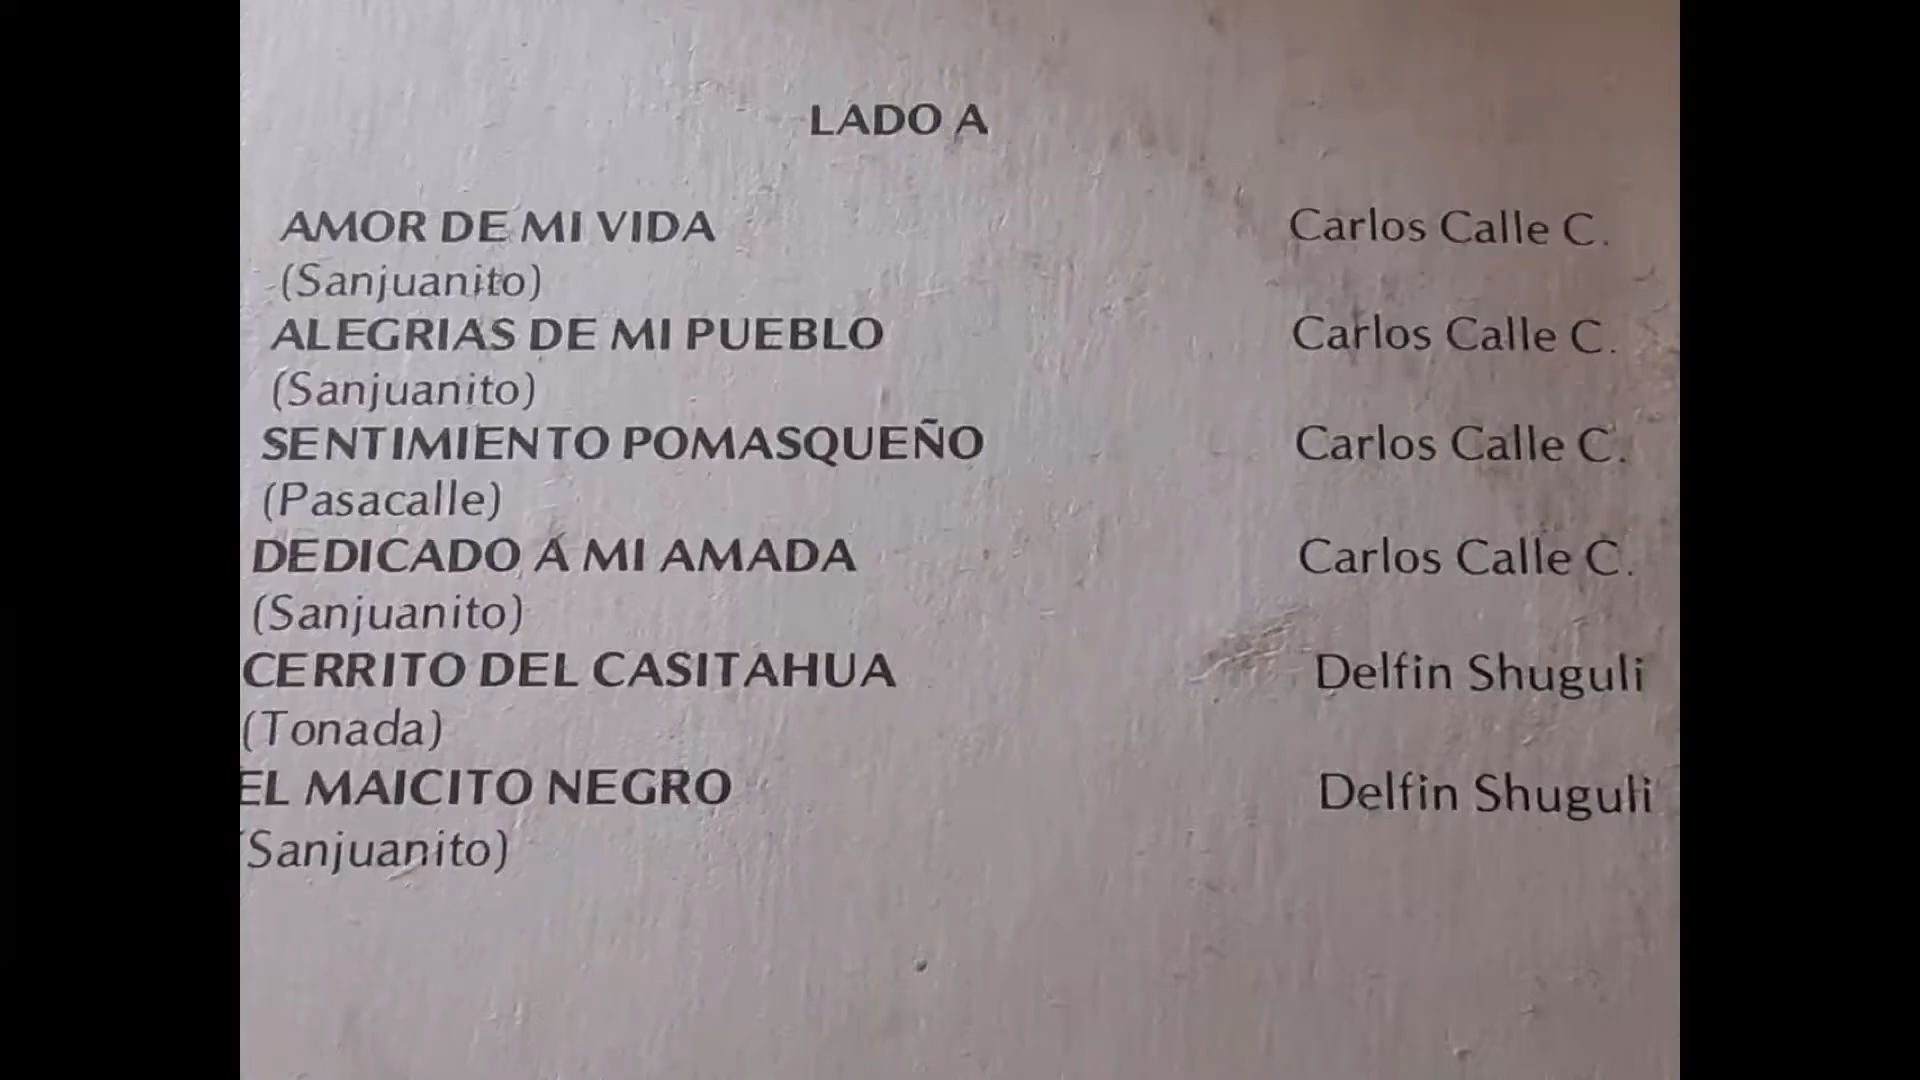 LADO A
AMOR DE MI VIDA Carlos Calle C.
(Sanjuanito)
ALEGRIAS DE MI PUEBLO Carlos Calle C.
(Sanjuanito)
SENTIMIENTO POMASQUEÑO Carlos Calle C.
(Pasacalle)
DEDICADO A MI AMADA Carlos Calle C.
(Sanjuanito)
CERRITO DEL CASITAHUA Delfin Shuguli
(Tonada)
EL MAICITO NEGRO Delfin Shuguli
(Sanjuanito)